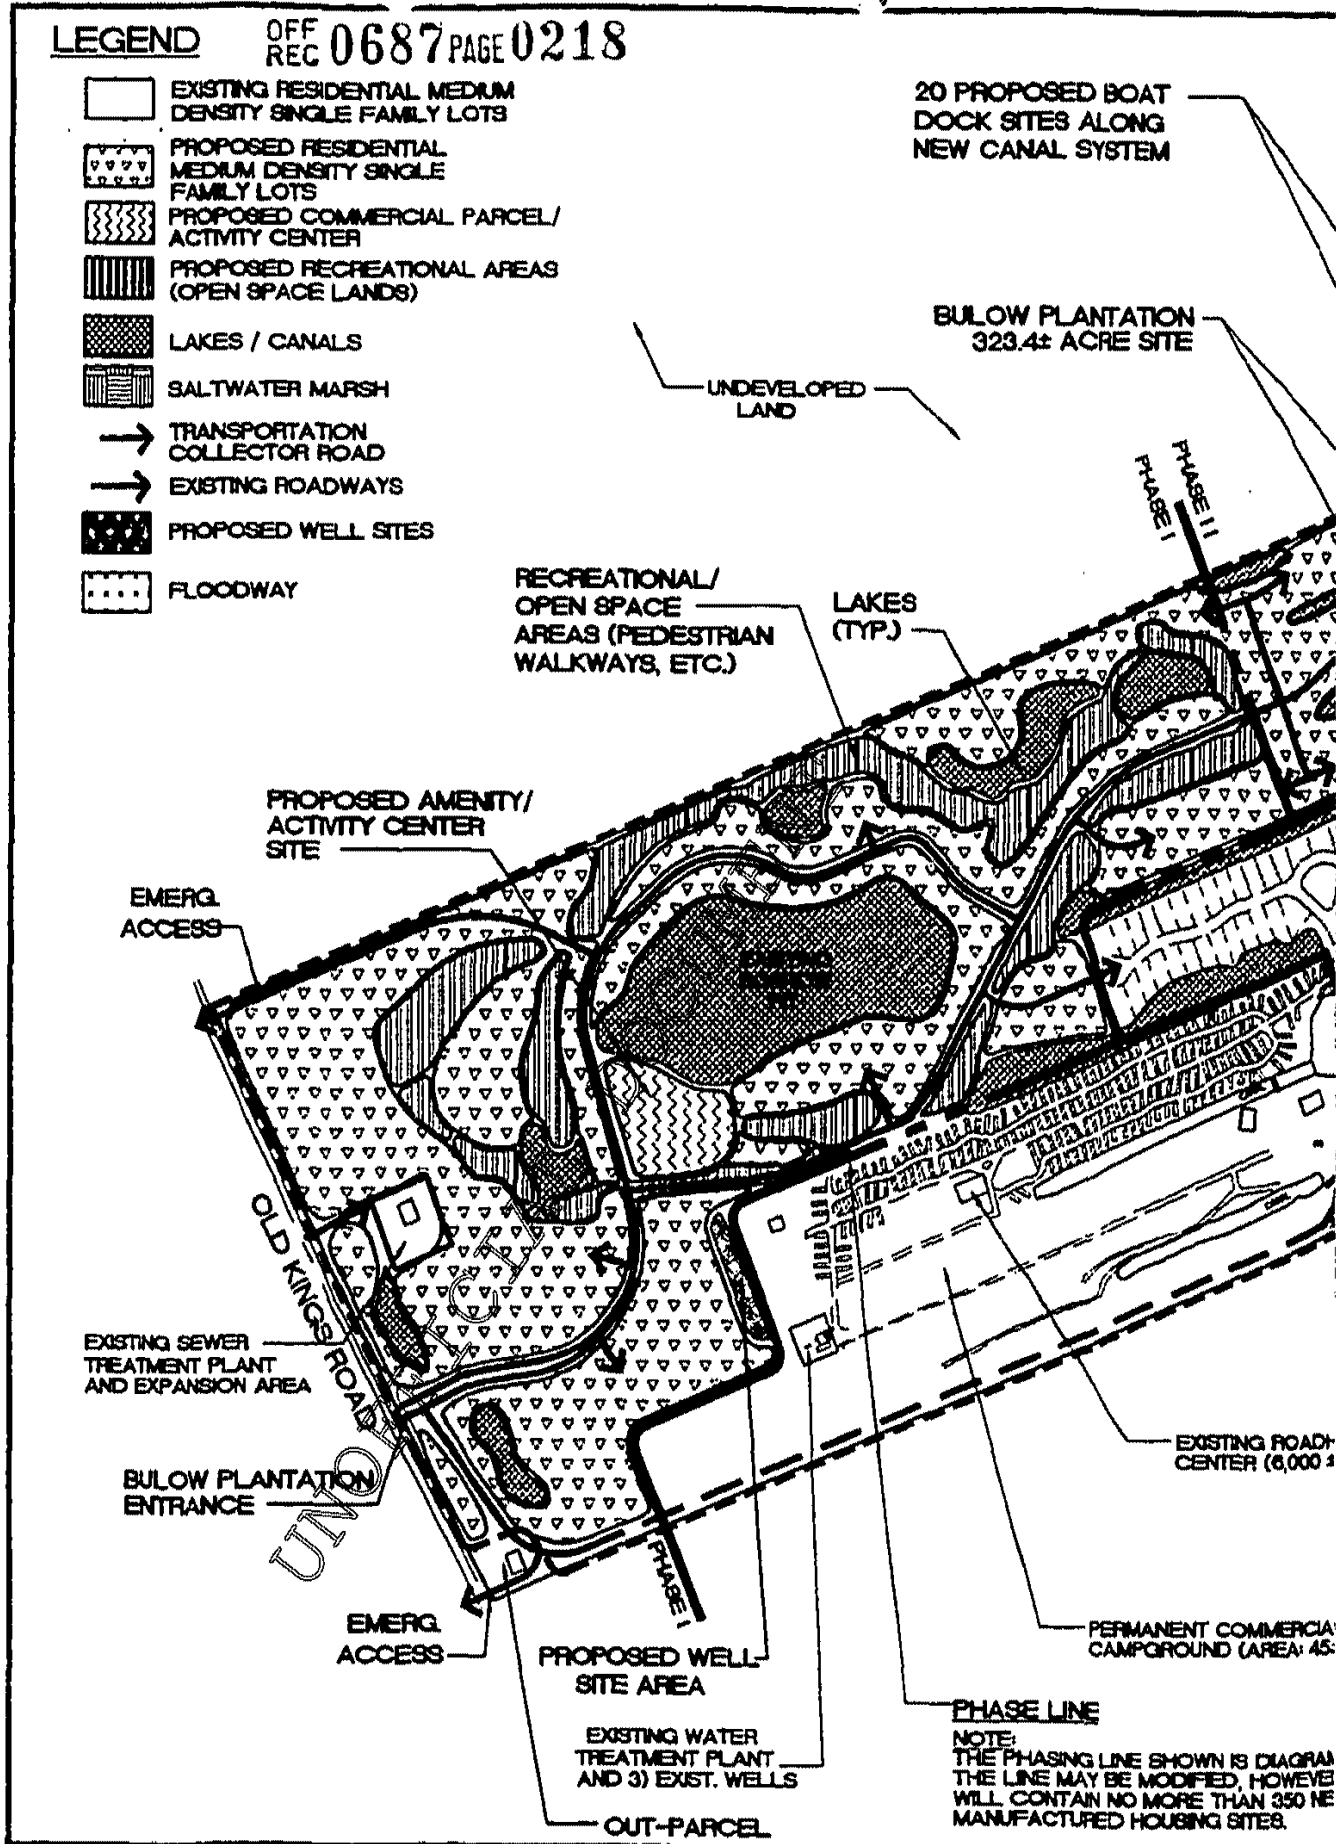 LEGEND
OFF
REC 0687 PAGE 0218
EXISTING RESIDENTIAL MEDIUM
DENSITY SINGLE FAMILY LOTS
PROPOSED RESIDENTIAL
MEDIUM DENSITY SINGLE
FAMILY LOTS
PROPOSED COMMERCIAL PARCEL/
ACTIVITY CENTER
PROPOSED RECREATIONAL AREAS
(OPEN SPACE LANDS)
LAKES / CANALS
SALTWATER MARSH
TRANSPORTATION
COLLECTOR ROAD
EXISTING ROADWAYS
PROPOSED WELL SITES
FLOODWAY
20 PROPOSED BOAT
DOCK SITES ALONG
NEW CANAL SYSTEM
BULOW PLANTATION
323.4± ACRE SITE
UNDEVELOPED
LAND
PHASE I
PHASE II
RECREATIONAL/
OPEN SPACE
AREAS (PEDESTRIAN
WALKWAYS, ETC.)
LAKES
(TYP.)
PROPOSED AMENITY/
ACTIVITY CENTER
SITE
EMERG.
ACCESS
EXISTING
OLD KINGS ROAD
EXISTING SEWER
TREATMENT PLANT
AND EXPANSION AREA
BULOW PLANTATION
ENTRANCE
EMERG.
ACCESS
PHASE I
PROPOSED WELL
SITE AREA
EXISTING WATER
TREATMENT PLANT
AND 3) EXIST. WELLS
OUT-PARCEL
EXISTING ROADH
CENTER (6,000 ±
PERMANENT COMMERCIA
CAMPGROUND (AREA: 45
PHASE LINE
NOTE:
THE PHASING LINE SHOWN IS DIAGRAM
THE LINE MAY BE MODIFIED, HOWEVE
WILL CONTAIN NO MORE THAN 350 NE
MANUFACTURED HOUSING SITES.